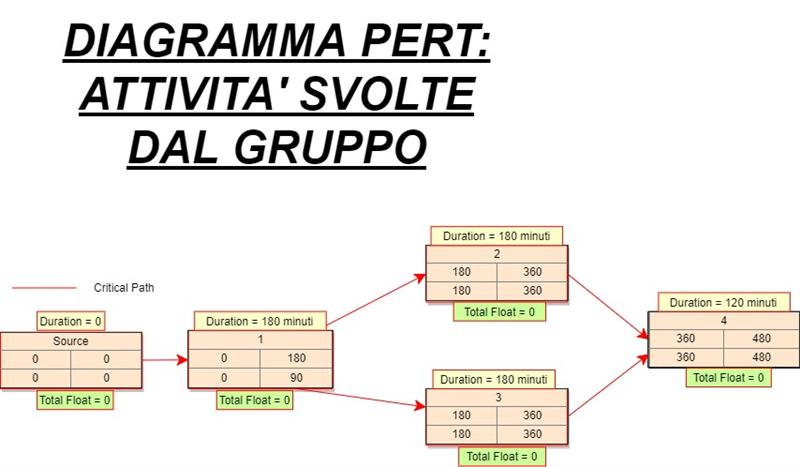 DIAGRAMMA PERT:
ATTIVITA' SVOLTE
DAL GRUPPO
Critical Path
Duration = 0
Source
0 0
0 0
Total Float = 0
Duration = 180 minuti
1
0 180
0 90
Total Float = 0
Duration = 180 minuti
2
180 360
180 360
Total Float = 0
Duration = 180 minuti
3
180 360
180 360
Total Float = 0
Duration = 120 minuti
4
360 480
360 480
Total Float = 0